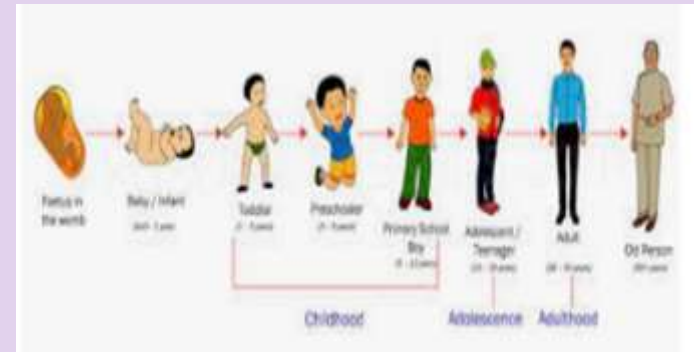 Foetus in
the womb
Baby / Infant
Toddler
Preschooler
Primary School
Boy
Adolescent /
Teenager
Adult
Old Person
Childhood
Adolescence
Adulthood